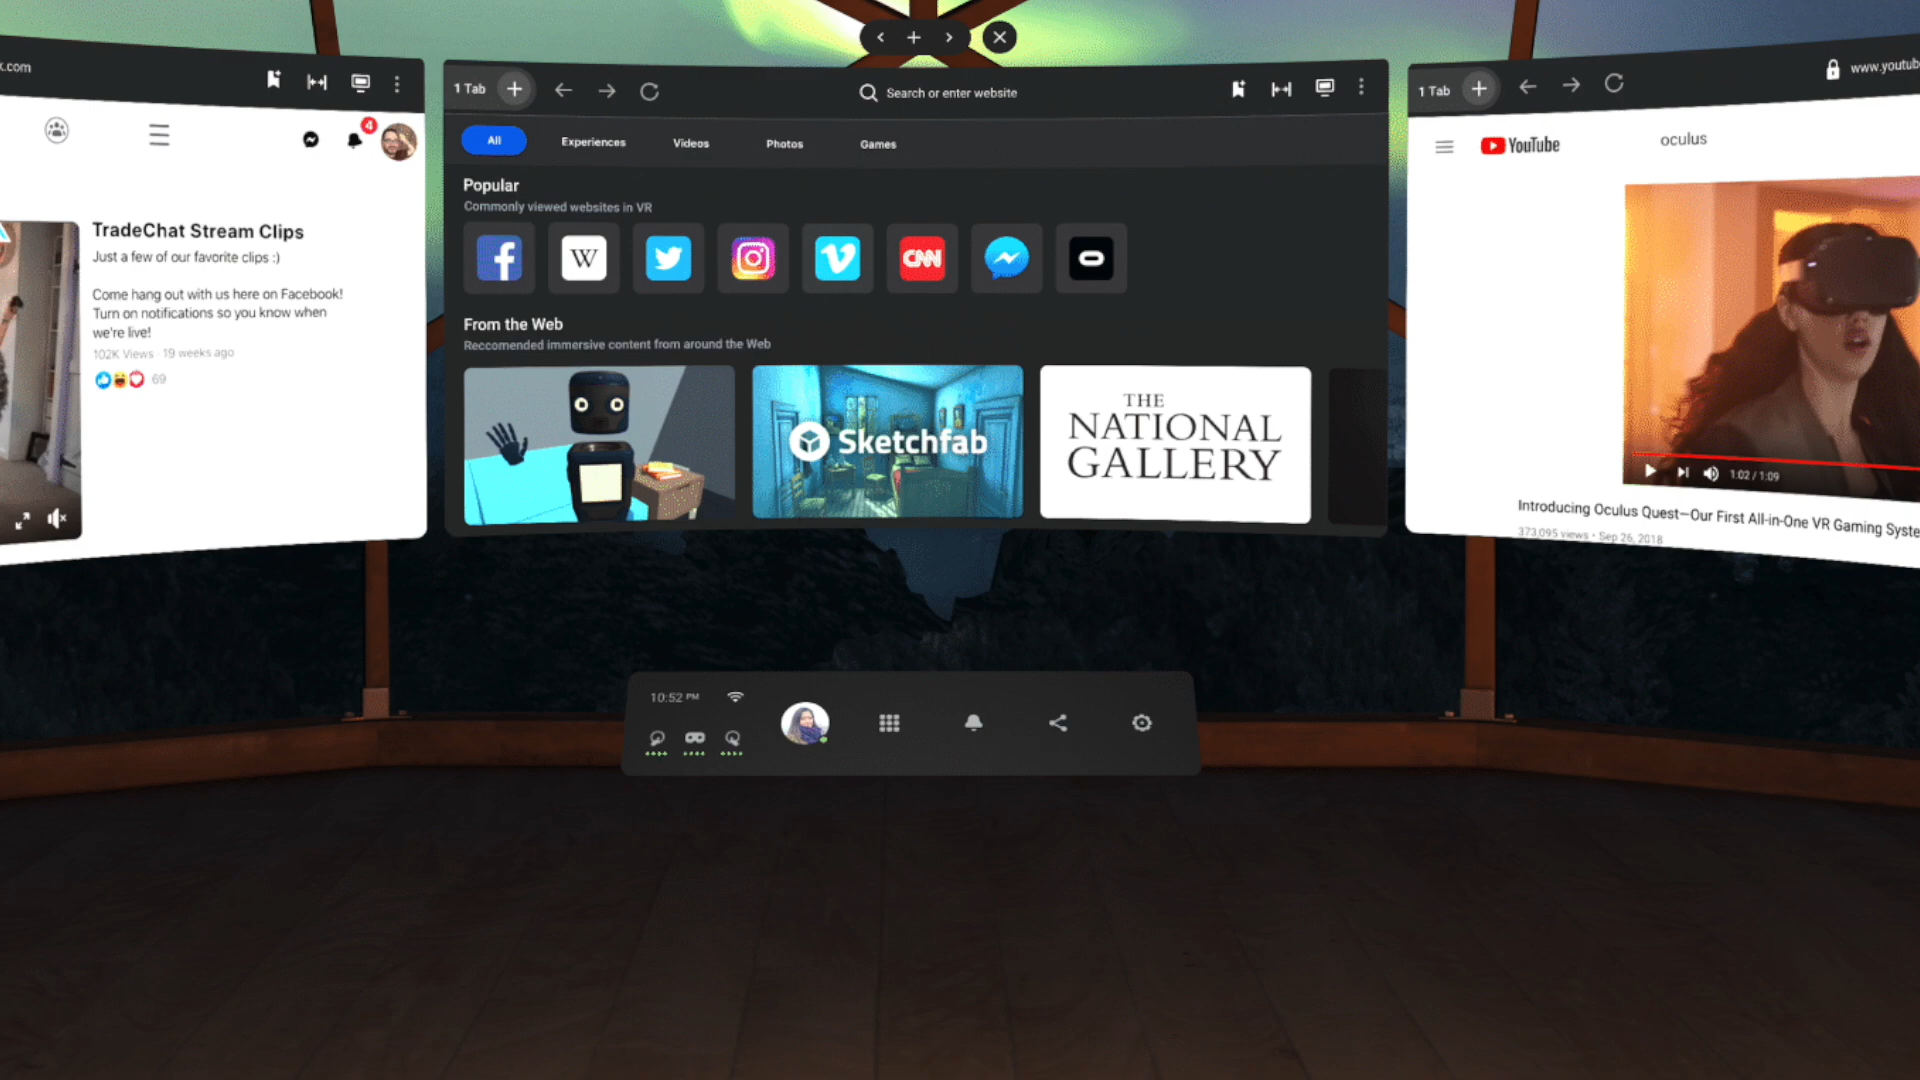 k.com
4
TradeChat Stream Clips
Just a few of our favorite clips :)
Come hang out with us here on Facebook!
Turn on notifications so you know when
we're live!
102K Views · 19 weeks ago
69
1 Tab
Search or enter website
All
Experiences
Videos
Photos
Games
Popular
Commonly viewed websites in VR
f
W
CNN
From the Web
Reccomended immersive content from around the Web
Sketchfab
THE
NATIONAL
GALLERY
1 Tab
www.youtube
YouTube
oculus
1:02 / 1:09
Introducing Oculus Quest—Our First All-in-One VR Gaming Syste
373,095 views • Sep 26, 2018
10:52 PM